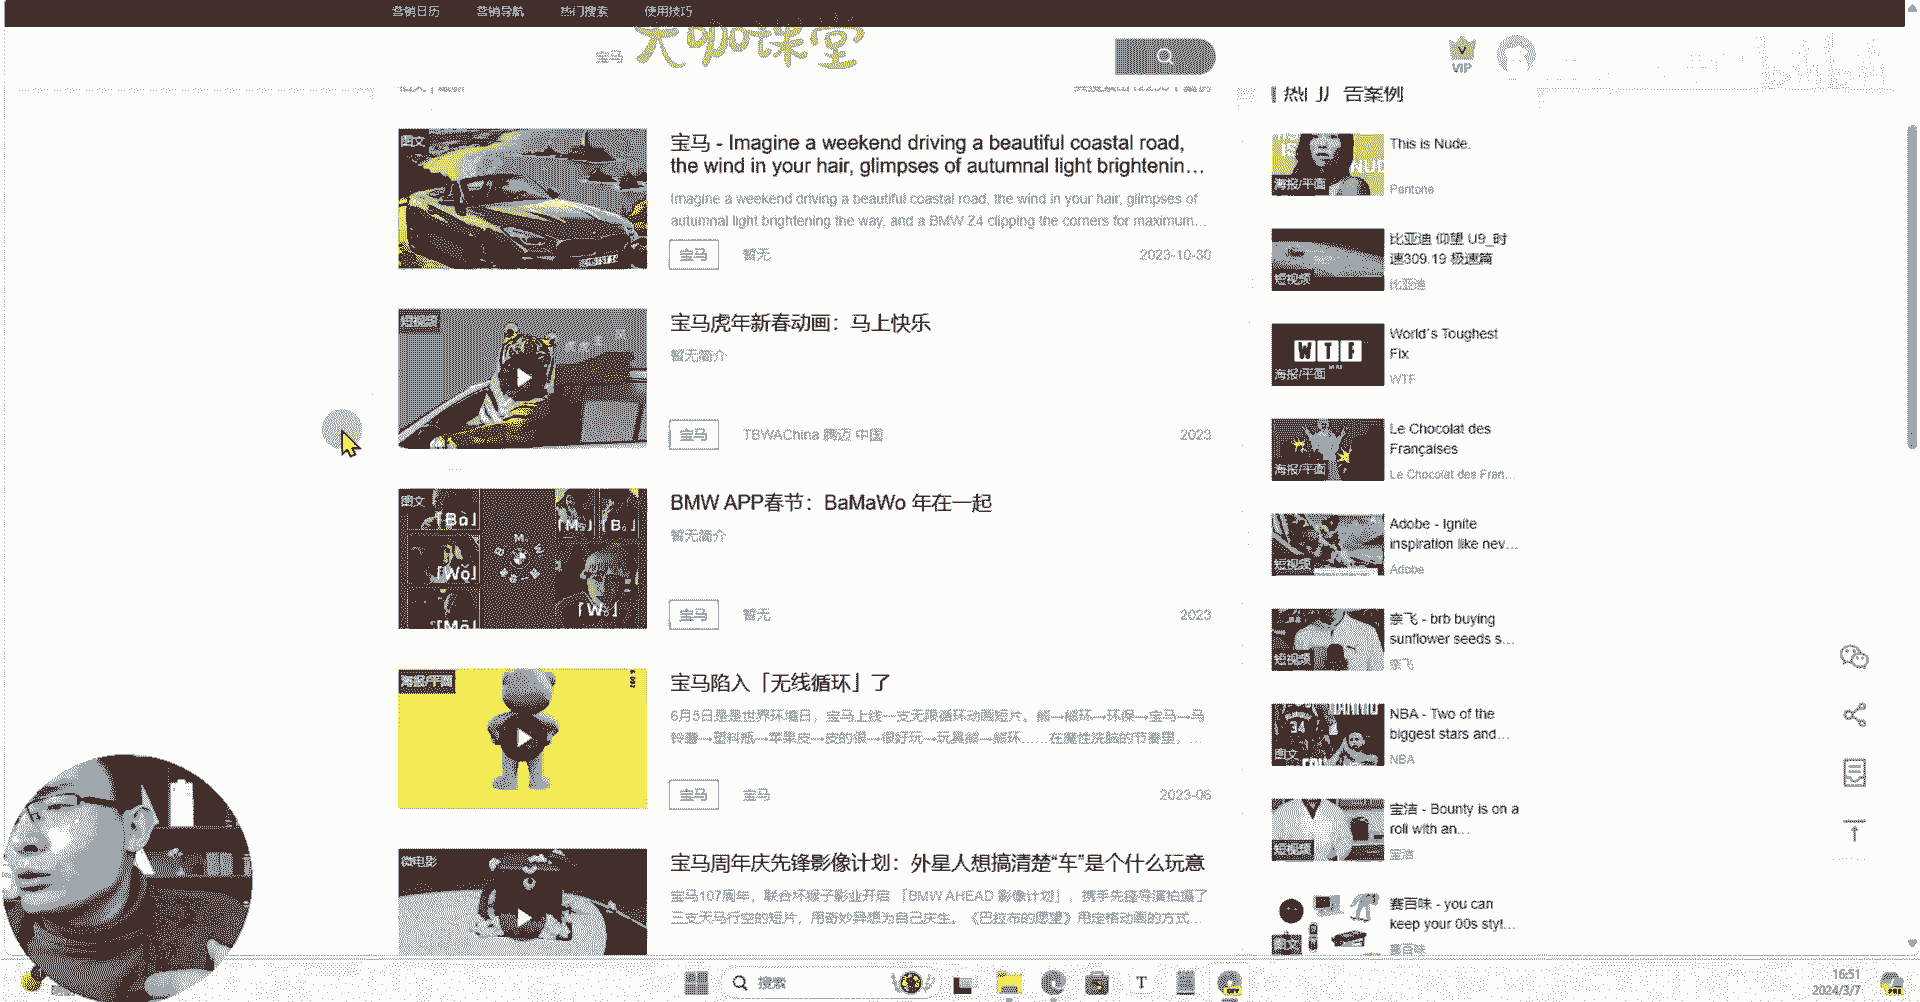 营销日历 营销导航 热门搜索 使用技巧
宝马 大咖课堂
VIP
热门广告案例
图文
宝马 - Imagine a weekend driving a beautiful coastal road,
the wind in your hair, glimpses of autumnal light brightenin...
Imagine a weekend driving a beautiful coastal road, the wind in your hair, glimpses of
autumnal light brightening the way, and a BMW Z4 clipping the corners for maximum...
宝马 暂无 2023-10-30
短视频
宝马虎年新春动画：马上快乐
暂无简介
宝马 TBWAChina 腾迈 中国 2023
图文
「Bǎ」
「Wǒ」
BMW APP春节：BaMaWo 年在一起
暂无简介
宝马 暂无 2023
海报/平面
宝马陷入「无线循环」了
6月5日是是世界环境日，宝马上线一支无限循环动画短片。熊→熊环→环保→宝马→马
铃薯→塑料瓶→苹果皮→皮的很→很好玩→玩具熊→熊环……在魔性洗脑的节奏里，...
宝马 宝马 2023-06
微电影
宝马周年庆先锋影像计划：外星人想搞清楚“车”是个什么玩意
宝马107周年，联合坏猴子影业开启「BMW AHEAD 影像计划」，携手先锋导演拍摄了
三支天马行空的短片，用奇妙异想为自己庆生。《巴拉布的愿望》用定格动画的方式...
海报/平面
This is Nude.
Pantone
短视频
比亚迪 仰望 U9_时
速309.19 极速篇
比亚迪
WTF
海报/平面
World's Toughest
Fix
WTF
海报/平面
Le Chocolat des
Françaises
Le Chocolat des Fran...
短视频
Adobe - Ignite
inspiration like nev...
Adobe
短视频
奈飞 - brb buying
sunflower seeds s...
奈飞
34
图文
NBA - Two of the
biggest stars and...
NBA
短视频
宝洁 - Bounty is on a
roll with an...
宝洁
图文
赛百味 - you can
keep your 00s styl...
赛百味
搜索
16:51
2024/3/7